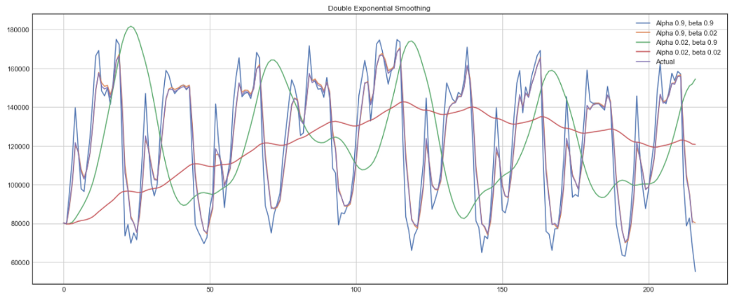 Double Exponential Smoothing
Alpha 0.9, beta 0.9
Alpha 0.9, beta 0.02
Alpha 0.02, beta 0.9
Alpha 0.02, beta 0.02
Actual
180000
160000
140000
120000
100000
80000
60000
0 50 100 150 200